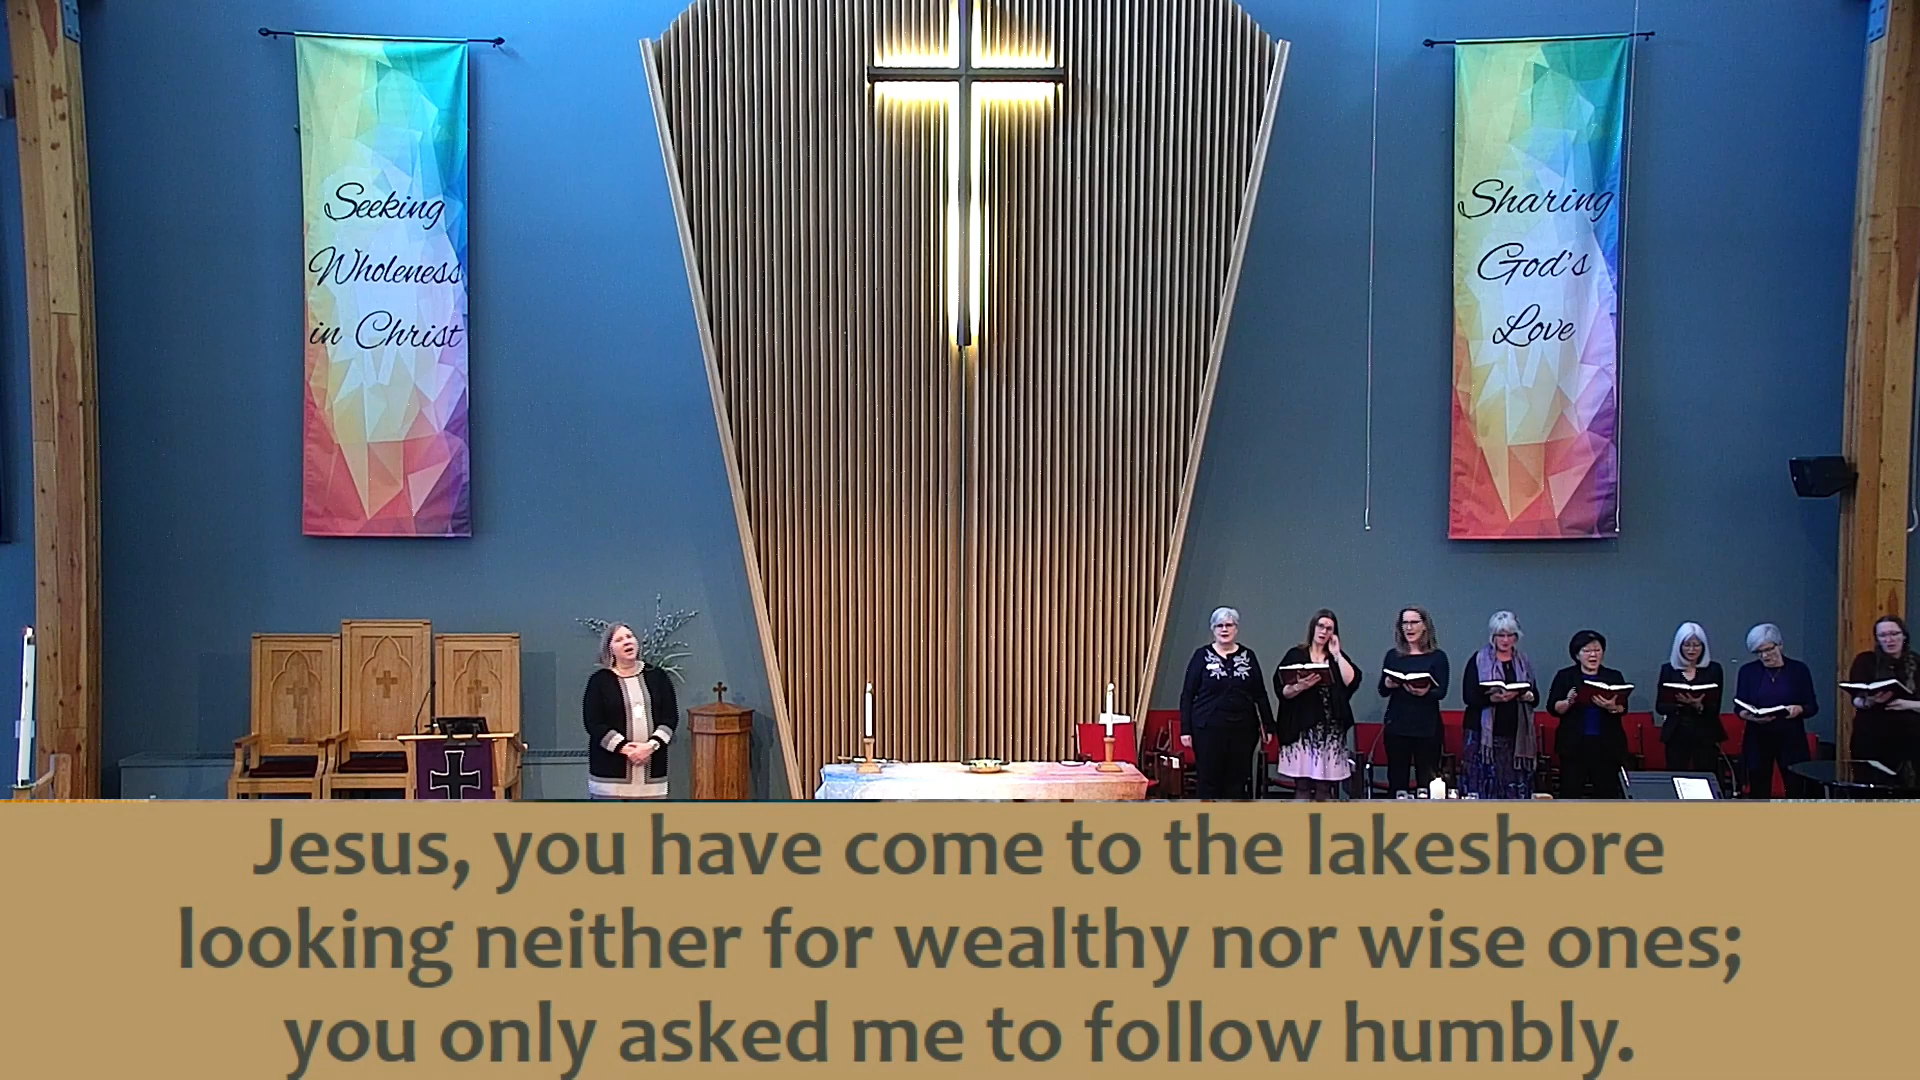 Seeking
Wholeness
in Christ
Sharing
God's
Love
Jesus, you have come to the lakeshore
looking neither for wealthy nor wise ones;
you only asked me to follow humbly.